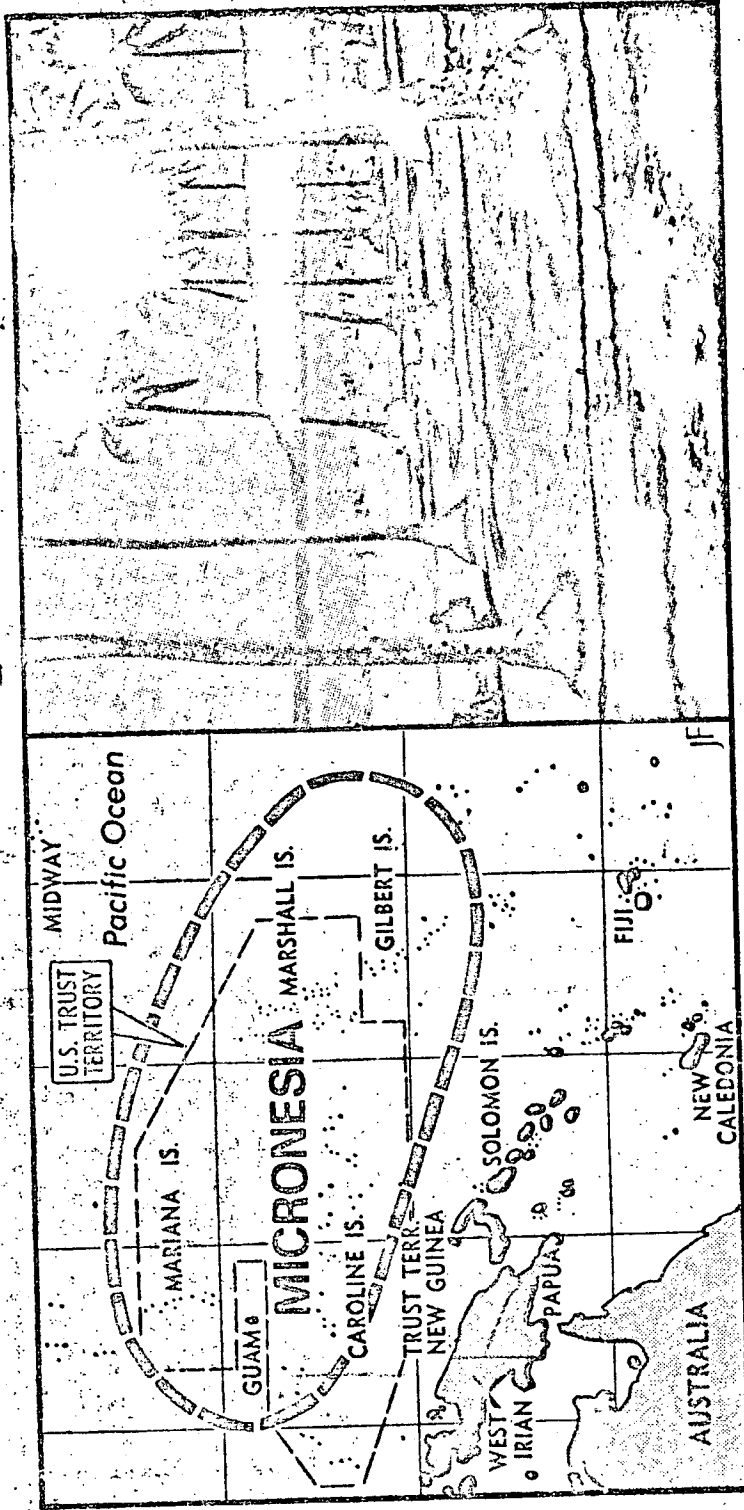 MIDWAY
Pacific Ocean
U.S. TRUST
TERRITORY
MARIANA IS.
GUAM
MICRONESIA
MARSHALL IS.
CAROLINE IS.
GILBERT IS.
TRUST TERR.
NEW GUINEA
SOLOMON IS.
WEST
IRIAN
PAPUA
FIJI
NEW
CALEDONIA
AUSTRALIA
JF